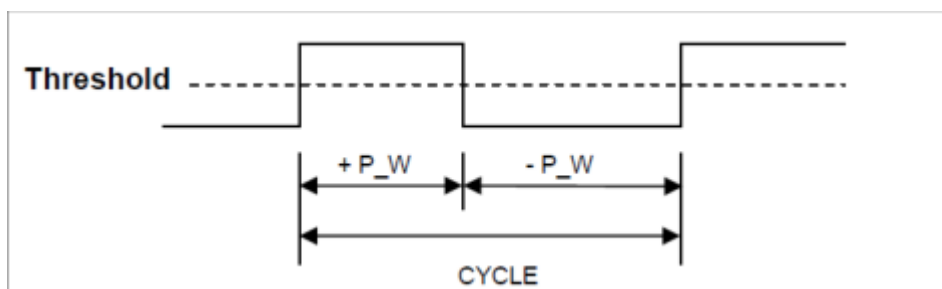 Threshold
+ P_W
- P_W
CYCLE